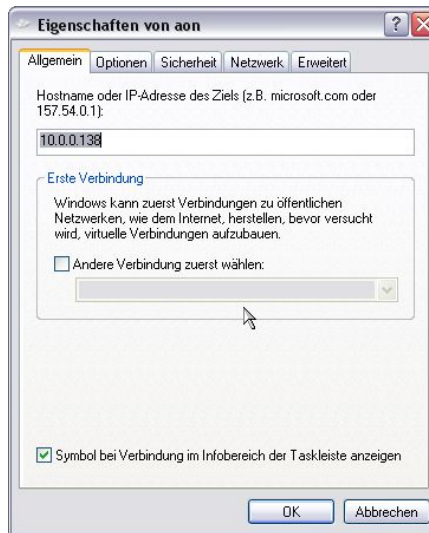 Eigenschaften von aon
Allgemein Optionen Sicherheit Netzwerk Erweitert
Hostname oder IP-Adresse des Ziels (z.B. microsoft.com oder
157.54.0.1):
10.0.0.138
Erste Verbindung
Windows kann zuerst Verbindungen zu öffentlichen
Netzwerken, wie dem Internet, herstellen, bevor versucht
wird, virtuelle Verbindungen aufzubauen.
Andere Verbindung zuerst wählen:
Symbol bei Verbindung im Infobereich der Taskleiste anzeigen
OK Abbrechen